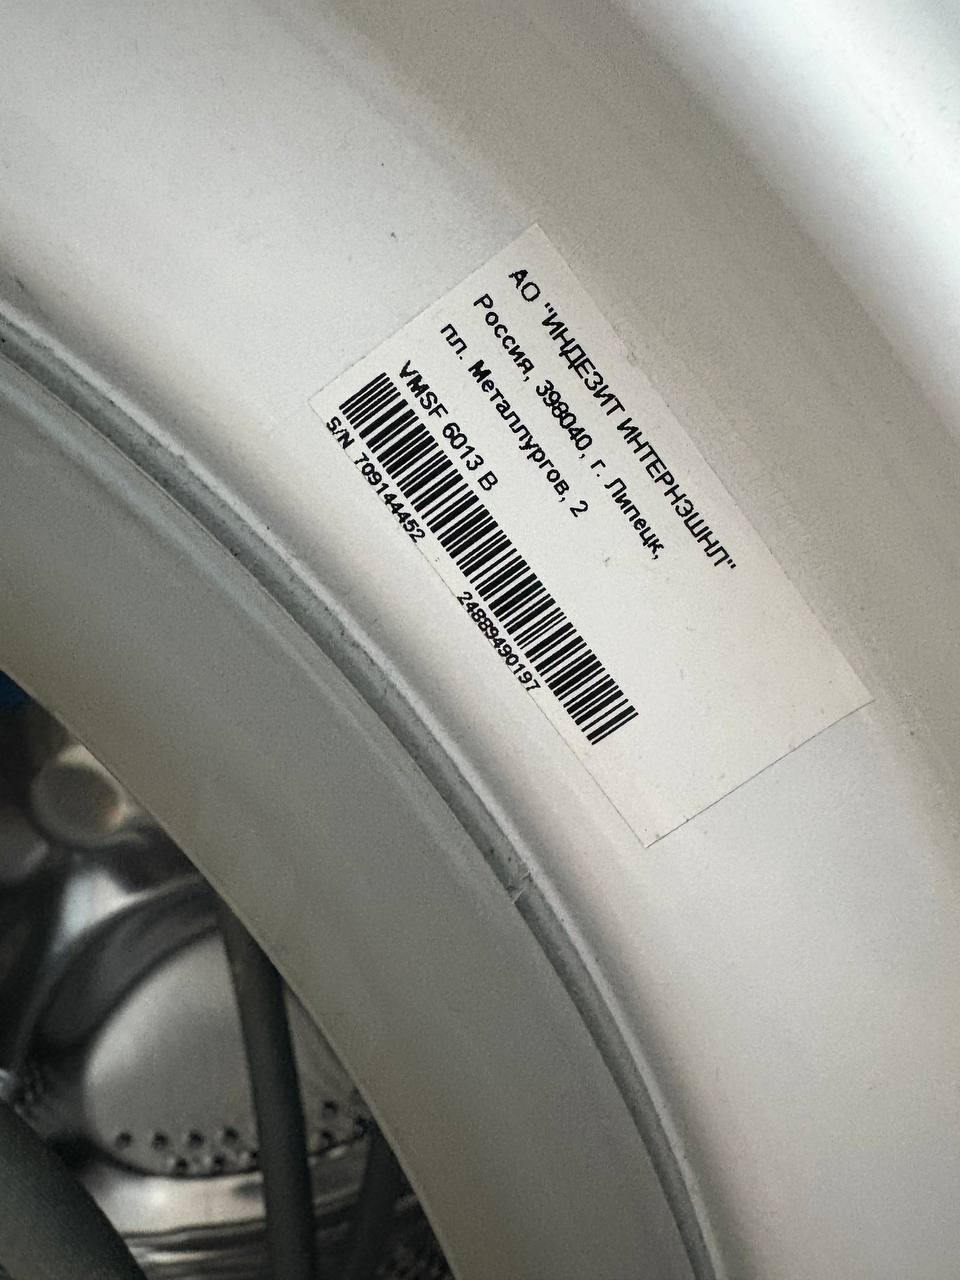 АО "ИНДЕЗИТ ИНТЕРНЭШНЛ"
Россия, 398040, г. Липецк,
пл. Металлургов, 2
VMSF 6013 B
S/N 709144452 24889490197